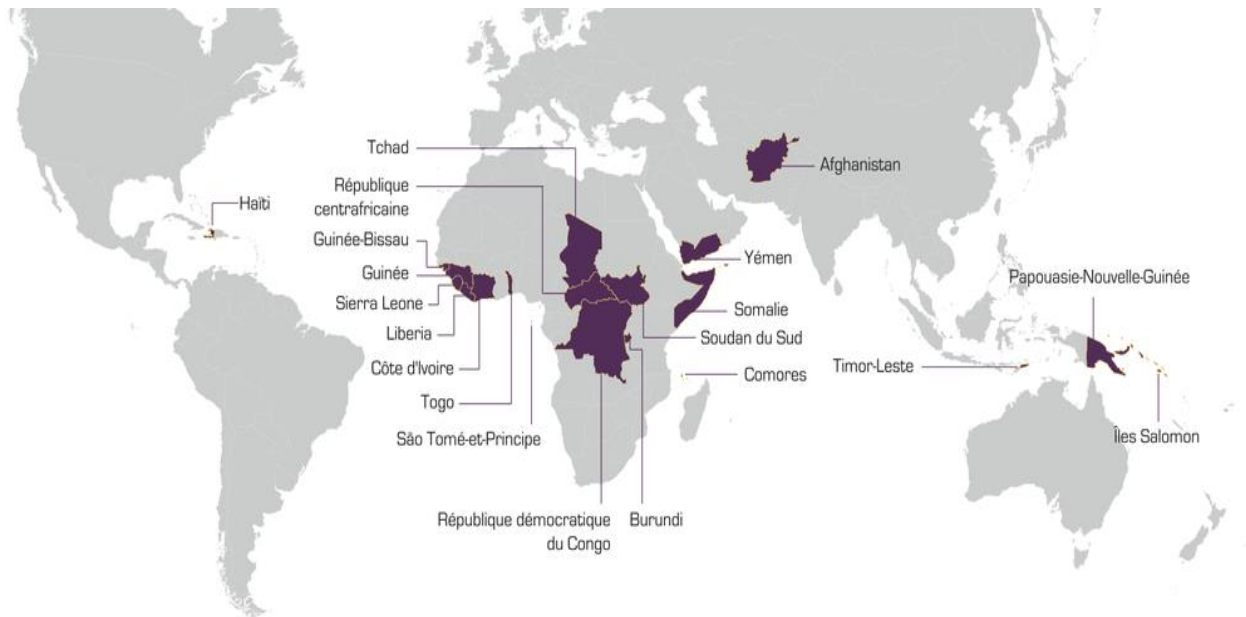 Tchad
République
centrafricaine
Haïti
Guinée-Bissau
Guinée
Sierra Leone
Liberia
Côte d'Ivoire
Togo
São Tomé-et-Principe
République démocratique
du Congo
Burundi
Afghanistan
Yémen
Somalie
Soudan du Sud
Comores
Papouasie-Nouvelle-Guinée
Timor-Leste
Îles Salomon